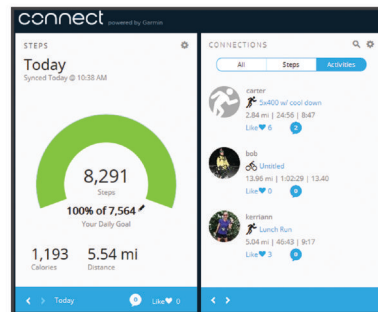 connect powered by Garmin
STEPS
Today
Synced Today @ 10:38 AM
8,291
Steps
100% of 7,564
Your Daily Goal
1,193
Calories
5.54 mi
Distance
Today
0
Like 0
CONNECTIONS
All
Steps
Activities
carter
5x400 w/ cool down
2.84 mi | 24:56 | 8:47
Like 6
2
bob
Untitled
13.96 mi | 1:02:29 | 13.40
Like 0
0
kerriann
Lunch Run
5.04 mi | 46:43 | 9:17
Like 3
0